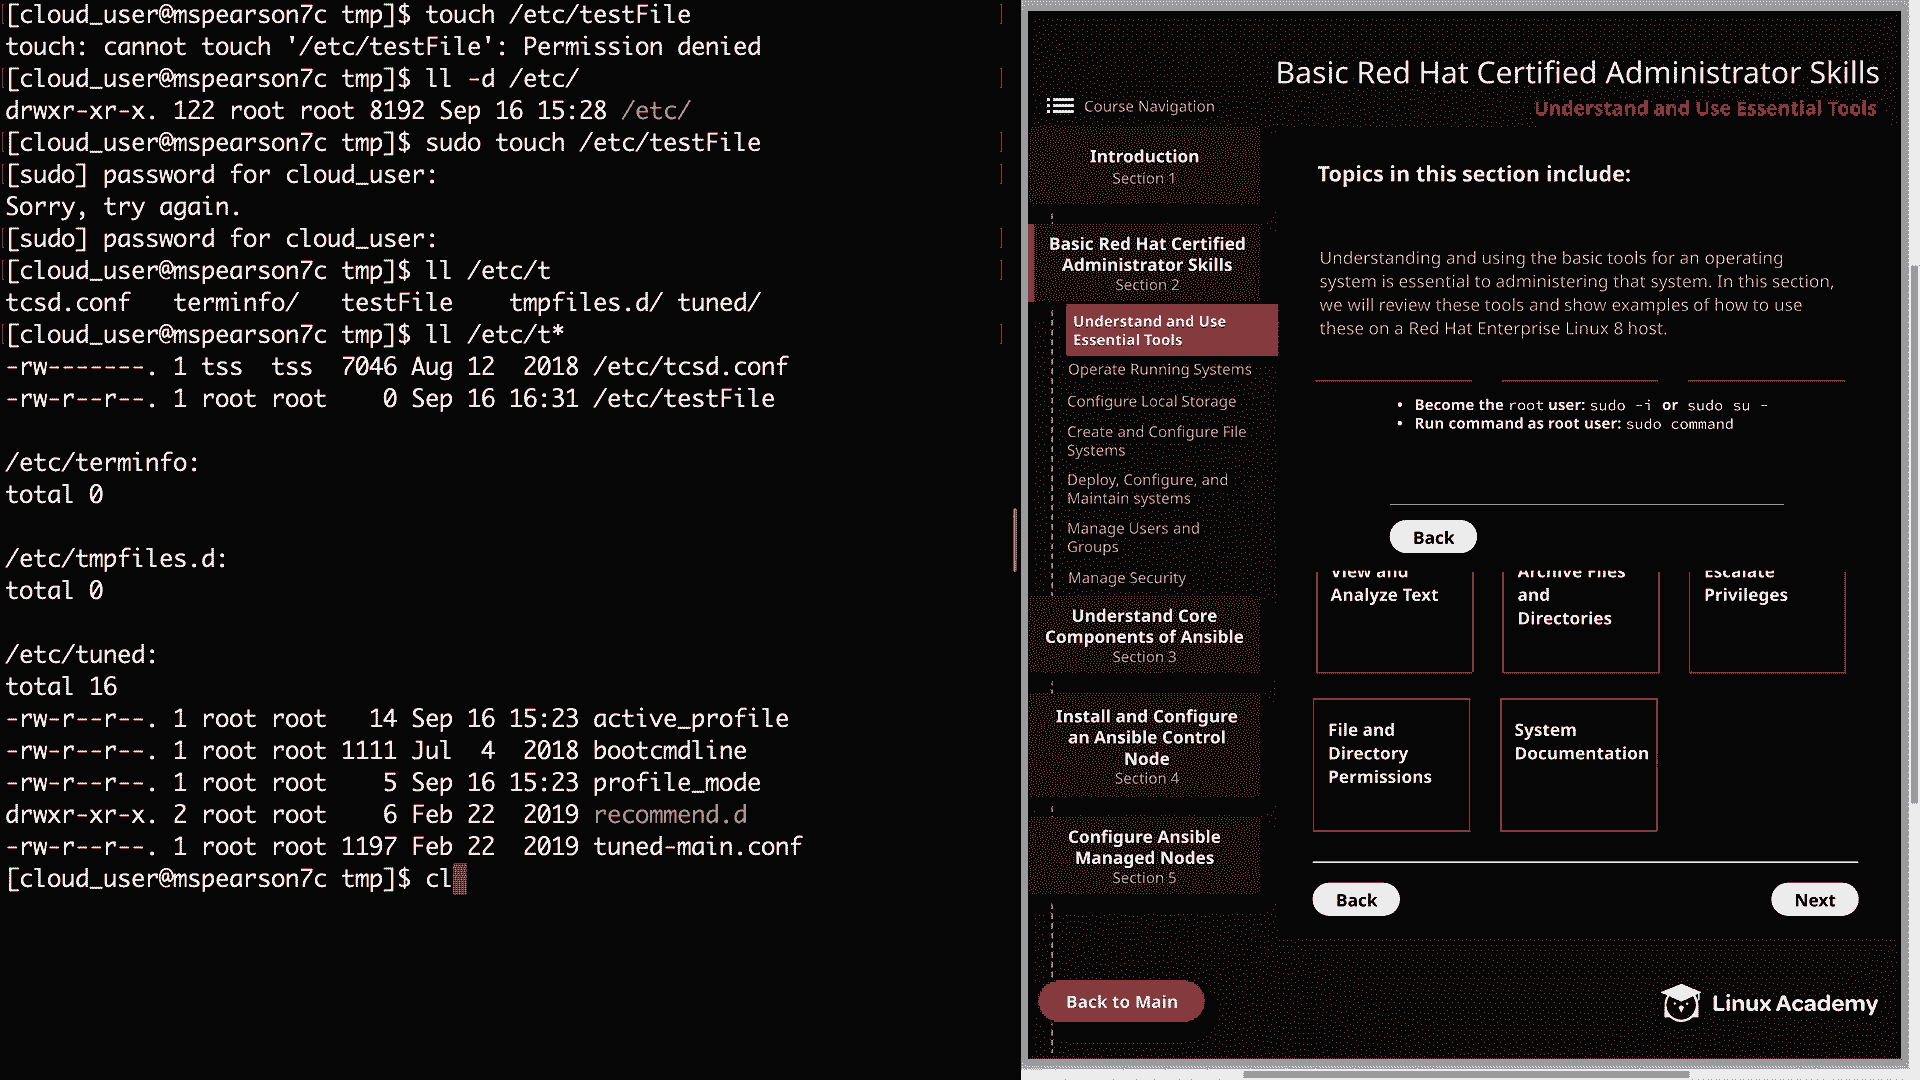 [cloud_user@mspearson7c tmp]$ touch /etc/testFile
touch: cannot touch '/etc/testFile': Permission denied
[cloud_user@mspearson7c tmp]$ ll -d /etc/
drwxr-xr-x. 122 root root 8192 Sep 16 15:28 /etc/
[cloud_user@mspearson7c tmp]$ sudo touch /etc/testFile
[sudo] password for cloud_user:
Sorry, try again.
[sudo] password for cloud_user:
[cloud_user@mspearson7c tmp]$ ll /etc/t
tcsd.conf   terminfo/   testFile    tmpfiles.d/ tuned/
[cloud_user@mspearson7c tmp]$ ll /etc/t*
-rw-------. 1 tss  tss  7046 Aug 12  2018 /etc/tcsd.conf
-rw-r--r--. 1 root root    0 Sep 16 16:31 /etc/testFile
/etc/terminfo:
total 0
/etc/tmpfiles.d:
total 0
/etc/tuned:
total 16
-rw-r--r--. 1 root root   14 Sep 16 15:23 active_profile
-rw-r--r--. 1 root root 1111 Jul  4  2018 bootcmdline
-rw-r--r--. 1 root root    5 Sep 16 15:23 profile_mode
drwxr-xr-x. 2 root root    6 Feb 22  2019 recommend.d
-rw-r--r--. 1 root root 1197 Feb 22  2019 tuned-main.conf
[cloud_user@mspearson7c tmp]$ cl
Basic Red Hat Certified Administrator Skills
Understand and Use Essential Tools
Course Navigation
Introduction
Section 1
Basic Red Hat Certified
Administrator Skills
Section 2
Understand and Use
Essential Tools
Operate Running Systems
Configure Local Storage
Create and Configure File
Systems
Deploy, Configure, and
Maintain systems
Manage Users and
Groups
Manage Security
Understand Core
Components of Ansible
Section 3
Install and Configure
an Ansible Control
Node
Section 4
Configure Ansible
Managed Nodes
Section 5
Back to Main
Topics in this section include:
Understanding and using the basic tools for an operating
system is essential to administering that system. In this section,
we will review these tools and show examples of how to use
these on a Red Hat Enterprise Linux 8 host.
• Become the root user: sudo -i or sudo su -
• Run command as root user: sudo command
Back
View and
Analyze Text
Archive Files
and
Directories
Escalate
Privileges
File and
Directory
Permissions
System
Documentation
Back
Next
Linux Academy